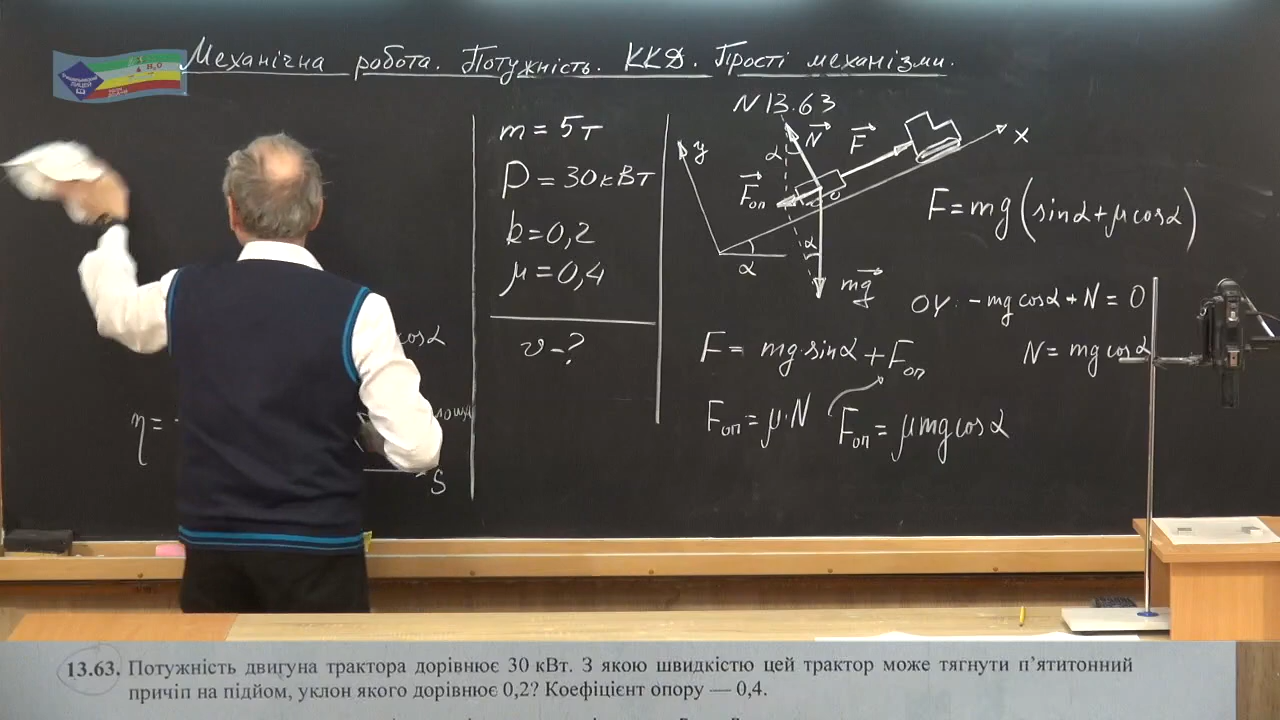 Механічна робота. Потужність. ККД. Прості механізми.
m = 5т
P = 30 кВт
k = 0,2
μ = 0,4
v - ?
N 13.63
y
α
N
F
x
Fоп
o
α
α
mg
F = mg (sinα + μ cosα)
OY: - mg cosα + N = 0
F = mg·sinα + Fоп
N = mg cosα
Fоп = μ·N
Fоп = μmg cosα
cosα
η =
S
13.63. Потужність двигуна трактора дорівнює 30 кВт. З якою швидкістю цей трактор може тягнути п'ятитонний
причіп на підйом, уклон якого дорівнює 0,2? Коефіцієнт опору — 0,4.